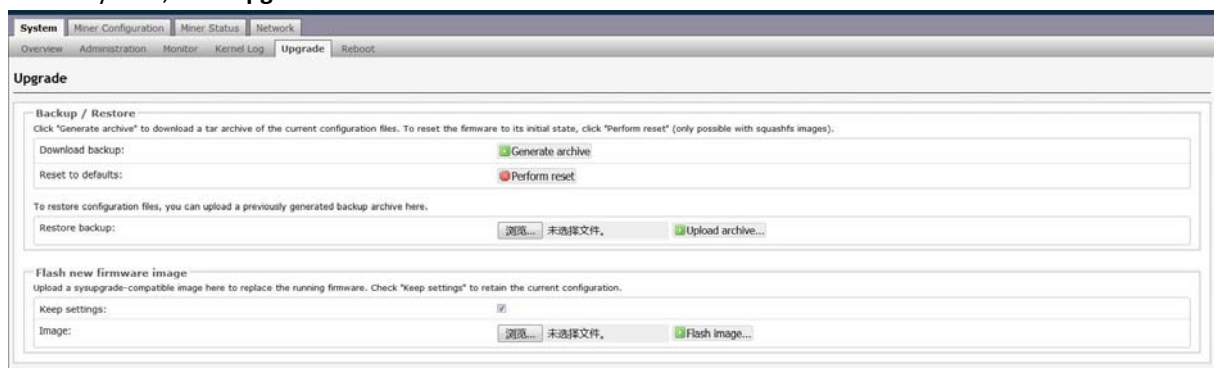 System Miner Configuration Miner Status Network
Overview Administration Monitor Kernel Log Upgrade Reboot
Upgrade
Backup / Restore
Click "Generate archive" to download a tar archive of the current configuration files. To reset the firmware to its initial state, click "Perform reset" (only possible with squashfs images).
Download backup: Generate archive
Reset to defaults: Perform reset
To restore configuration files, you can upload a previously generated backup archive here.
Restore backup: 浏览... 未选择文件。 Upload archive...
Flash new firmware image
Upload a sysupgrade-compatible image here to replace the running firmware. Check "Keep settings" to retain the current configuration.
Keep settings:
Image: 浏览... 未选择文件。 Flash image...